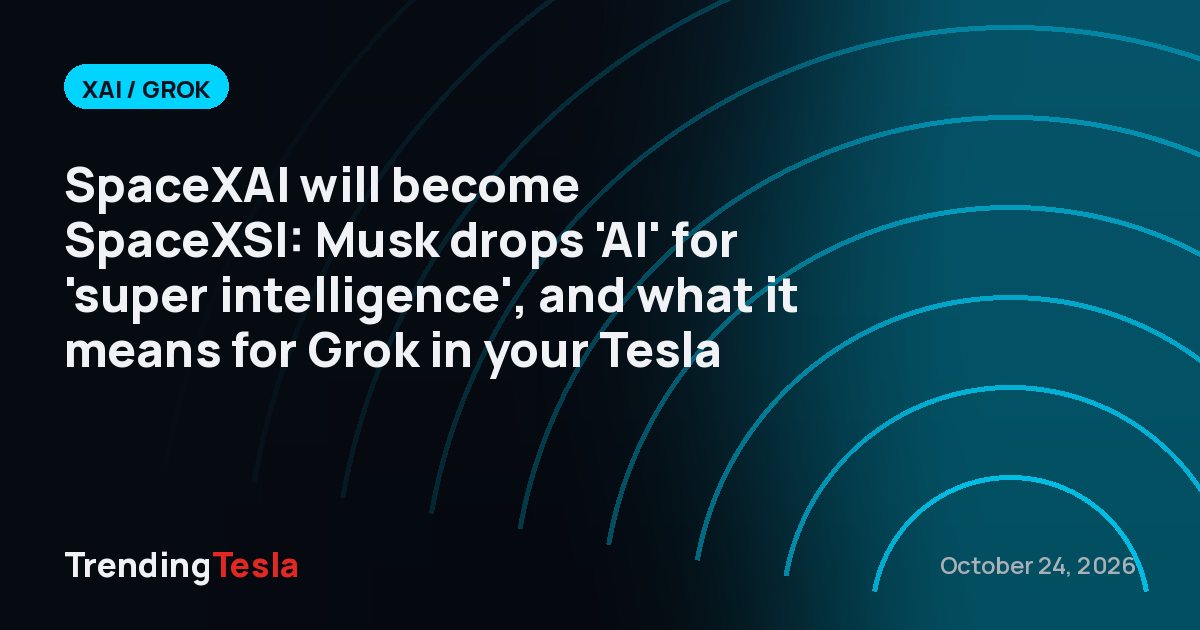 XAI / GROK
SpaceXAI will become
SpaceXSI: Musk drops 'AI' for
'super intelligence', and what it
means for Grok in your Tesla
TrendingTesla
October 24, 2026